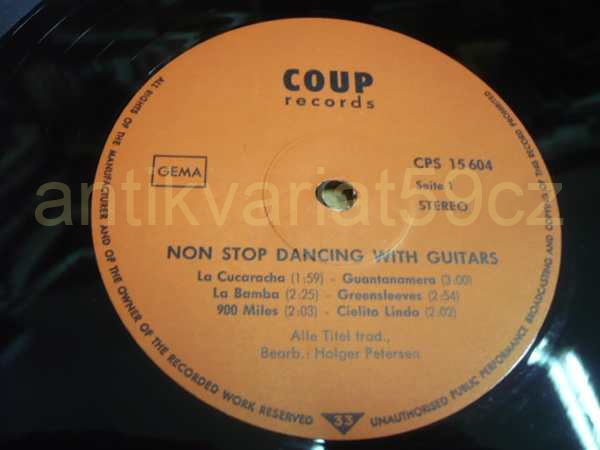 COUP
records
GEMA
CPS 15 604
Seite 1
STEREO
antikvariat59cz
NON STOP DANCING WITH GUITARS
La Cucaracha (1:59) - Guantanamera (3:00)
La Bamba (2:25) - Greensleeves (2:54)
900 Miles (2:03) - Cielito Lindo (2.02)
Alle Titel trad.,
Bearb.: Holger Petersen
33
ALL RIGHTS OF THE MANUFACTURER AND OF THE OWNER OF THE RECORDED WORK RESERVED
UNAUTHORISED PUBLIC PERFORMANCE BROADCASTING AND COPYING OF THIS RECORD PROHIBITED